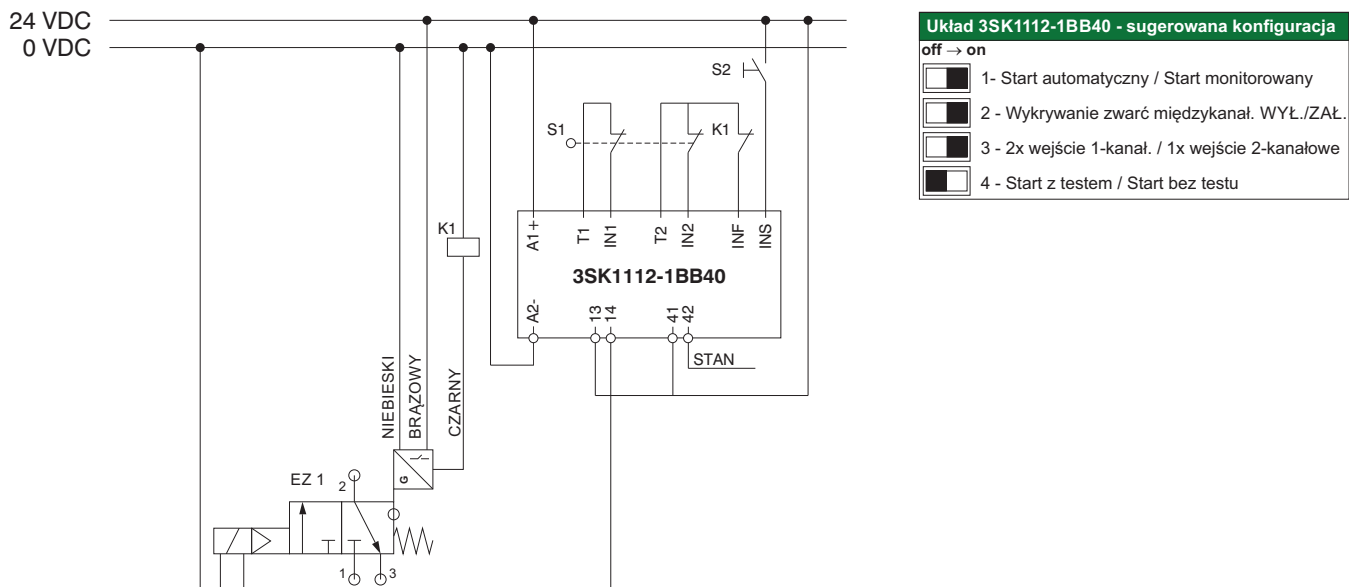 24 VDC
0 VDC
Układ 3SK1112-1BB40 - sugerowana konfiguracja
off → on
1- Start automatyczny / Start monitorowany
2 - Wykrywanie zwarć międzykanał. WYŁ./ZAŁ.
3 - 2x wejście 1-kanał. / 1x wejście 2-kanałowe
4 - Start z testem / Start bez testu
S2
S1
K1
K1
A1+
T1
IN1
T2
IN2
INF
INS
3SK1112-1BB40
A2-
13
14
41
42
STAN
NIEBIESKI
BRĄZOWY
CZARNY
G
EZ 1
2
1
3